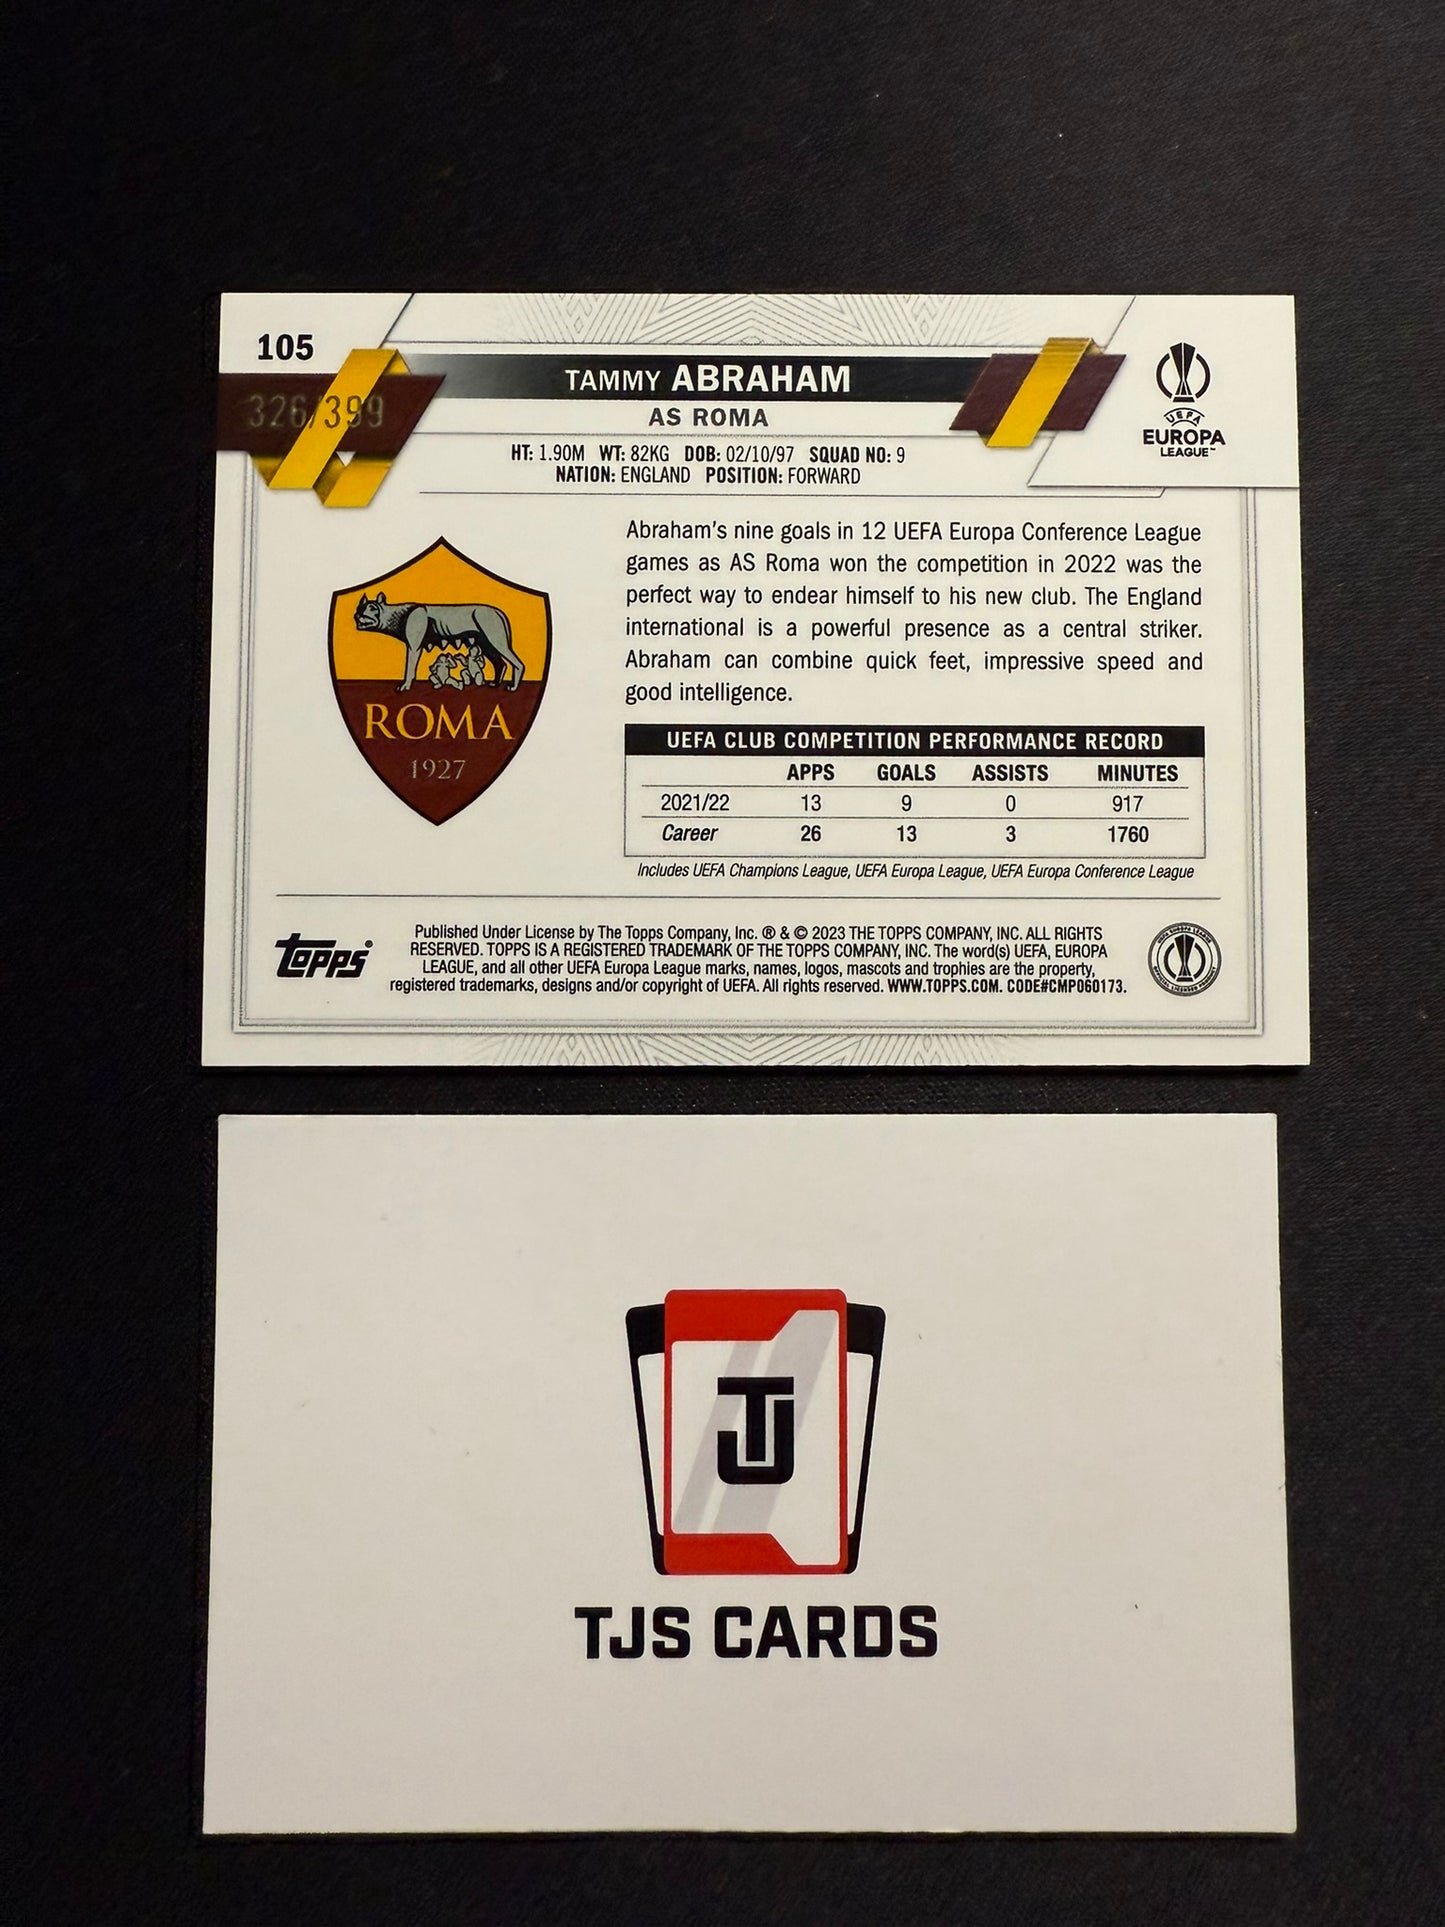 105
326/399
TAMMY ABRAHAM
AS ROMA
HT: 1.90M WT: 82KG DOB: 02/10/97 SQUAD NO: 9
NATION: ENGLAND POSITION: FORWARD
UEFA
EUROPA
LEAGUE™
Abraham's nine goals in 12 UEFA Europa Conference League
games as AS Roma won the competition in 2022 was the
perfect way to endear himself to his new club. The England
international is a powerful presence as a central striker.
Abraham can combine quick feet, impressive speed and
good intelligence.
ROMA
1927
UEFA CLUB COMPETITION PERFORMANCE RECORD
APPS GOALS ASSISTS MINUTES
2021/22 13 9 0 917
Career 26 13 3 1760
Includes UEFA Champions League, UEFA Europa League, UEFA Europa Conference League
topps®
Published Under License by The Topps Company, Inc. ® & © 2023 THE TOPPS COMPANY, INC. ALL RIGHTS
RESERVED. TOPPS IS A REGISTERED TRADEMARK OF THE TOPPS COMPANY, INC. The word(s) UEFA, EUROPA
LEAGUE, and all other UEFA Europa League marks, names, logos, mascots and trophies are the property,
registered trademarks, designs and/or copyright of UEFA. All rights reserved. WWW.TOPPS.COM. CODE#CMP060173.
TJ
TJS CARDS